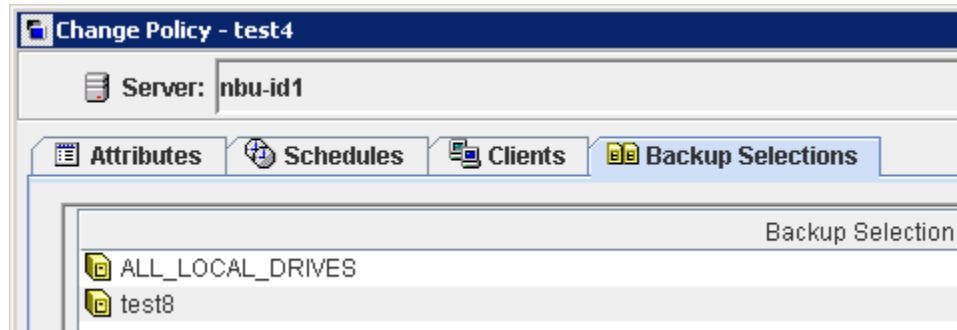 Change Policy - test4
Server: nbu-id1
Attributes Schedules Clients Backup Selections
Backup Selection
ALL_LOCAL_DRIVES
test8